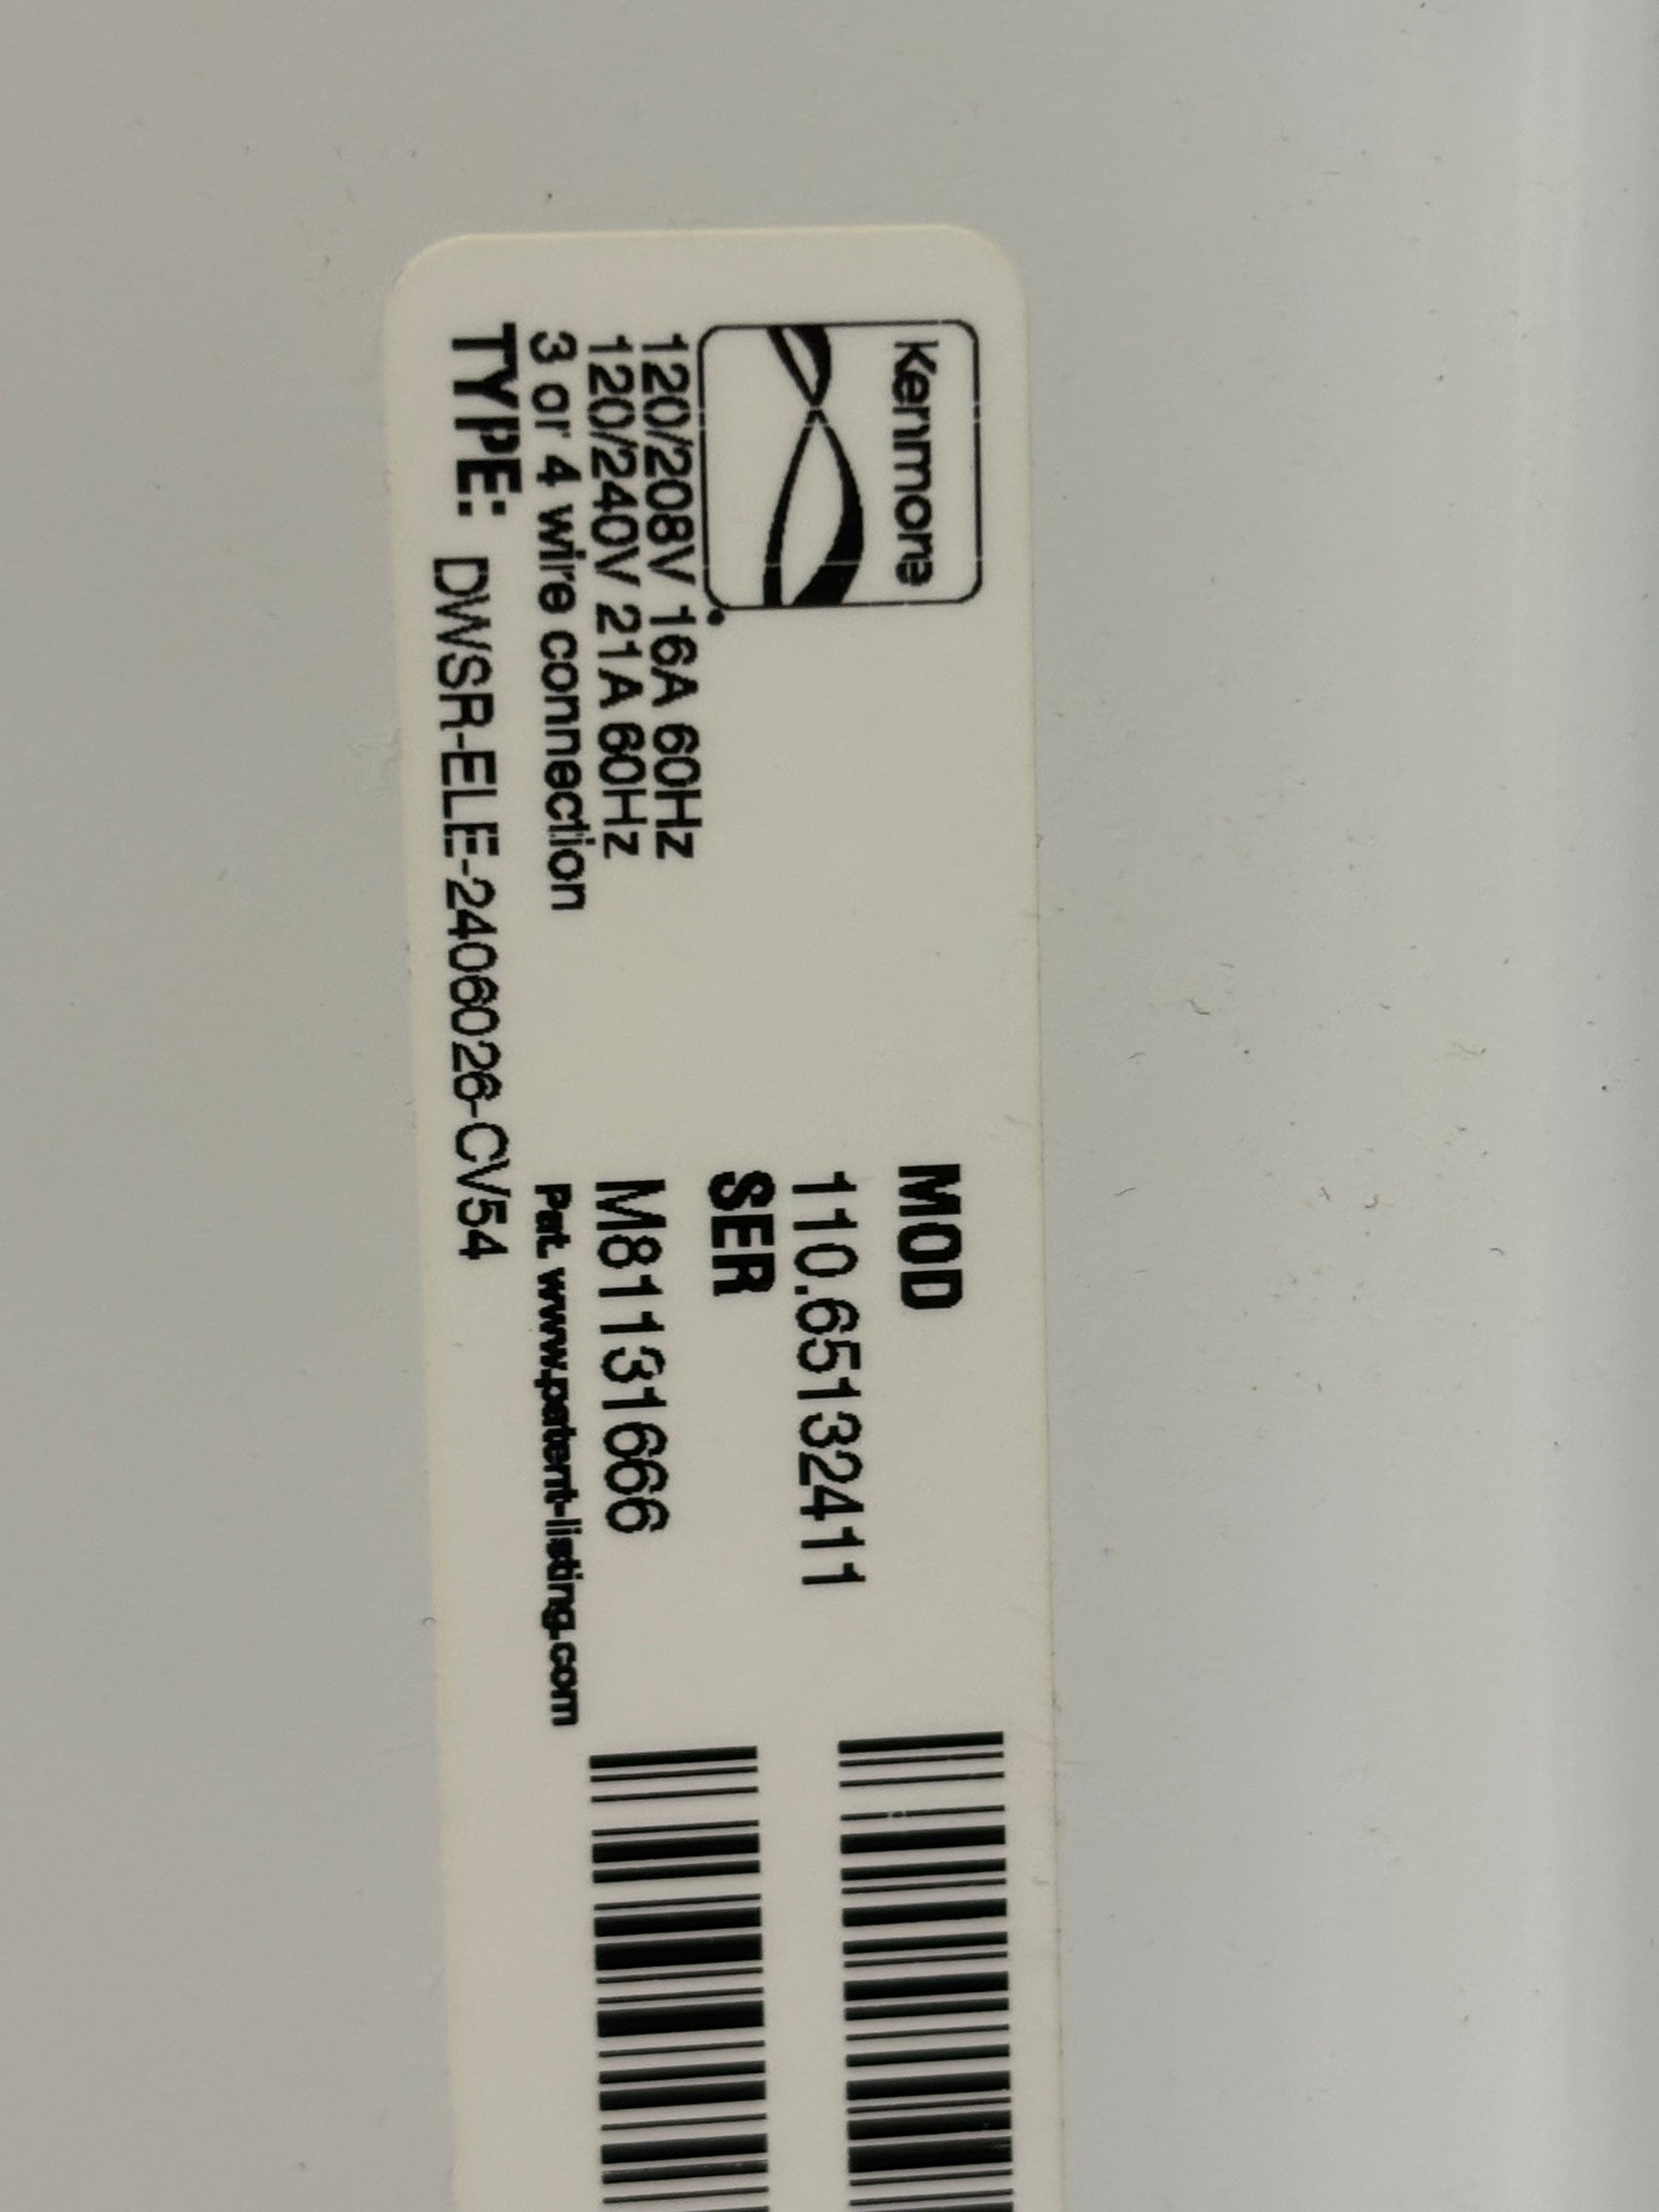 Kenmore
120/208V 16A 60Hz
120/240V 21A 60Hz
3 or 4 wire connection
TYPE: DWSR-ELE-2406026-CV54
MOD
110.65132411
SER
M81131666
Pat. www.patent-listing.com